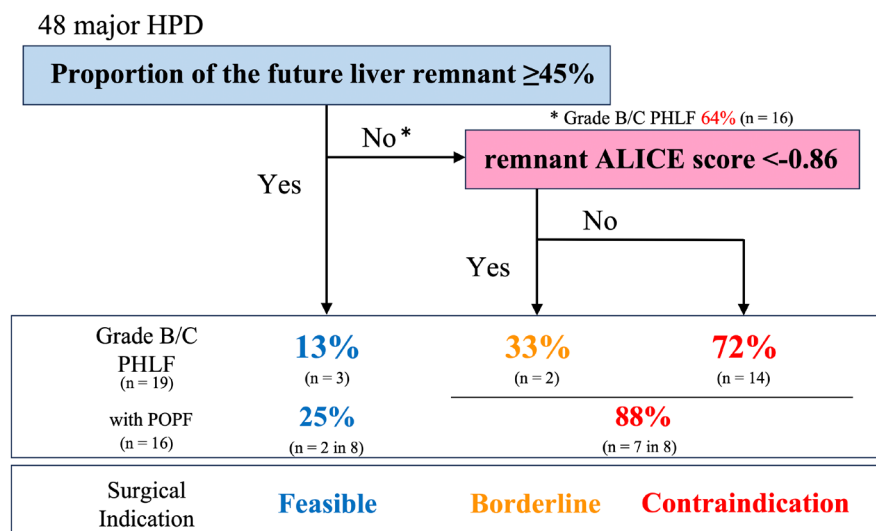 48 major HPD
Proportion of the future liver remnant ≥45%
* Grade B/C PHLF 64% (n = 16)
No*
remnant ALICE score <-0.86
Yes
No
Yes
Grade B/C
PHLF
(n = 19)
13%
(n = 3)
33%
(n = 2)
72%
(n = 14)
with POPF
(n = 16)
25%
(n = 2 in 8)
88%
(n = 7 in 8)
Surgical
Indication
Feasible
Borderline
Contraindication